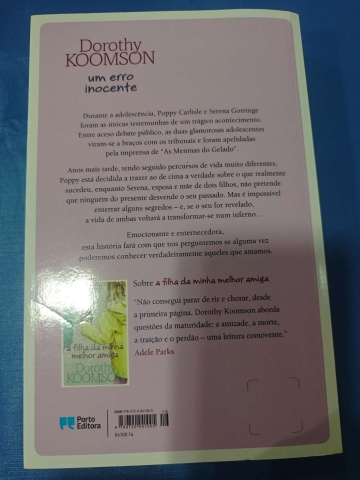 Dorothy
KOOMSON
um erro
inocente
Durante a adolescência, Poppy Carlisle e Serena Gorringe
foram as únicas testemunhas de um trágico acontecimento.
Entre aceso debate público, as duas glamorosas adolescentes
viram-se a braços com os tribunais e foram apelidadas
pela imprensa de "As Meninas do Gelado".
Anos mais tarde, tendo seguido percursos de vida muito diferentes,
Poppy está decidida a trazer ao de cima a verdade sobre o que realmente
sucedeu, enquanto Serena, esposa e mãe de dois filhos, não pretende
que ninguém do presente desvende o seu passado. Mas é impossível
enterrar alguns segredos – e, se o seu for revelado,
a vida de ambas voltará a transformar-se num inferno…
Emocionante e enternecedora,
esta história fará com que nos perguntemos se alguma vez
poderemos conhecer verdadeiramente aqueles que amamos.
Sobre a filha da minha melhor amiga
"Não consegui parar de rir e chorar, desde
a primeira página. Dorothy Koomson aborda
questões da maturidade: a amizade, a morte,
a traição e o perdão – uma leitura comovente."
Adele Parks
a filha da minha
melhor amiga
Dorothy
KOOMSON
Porto
Editora